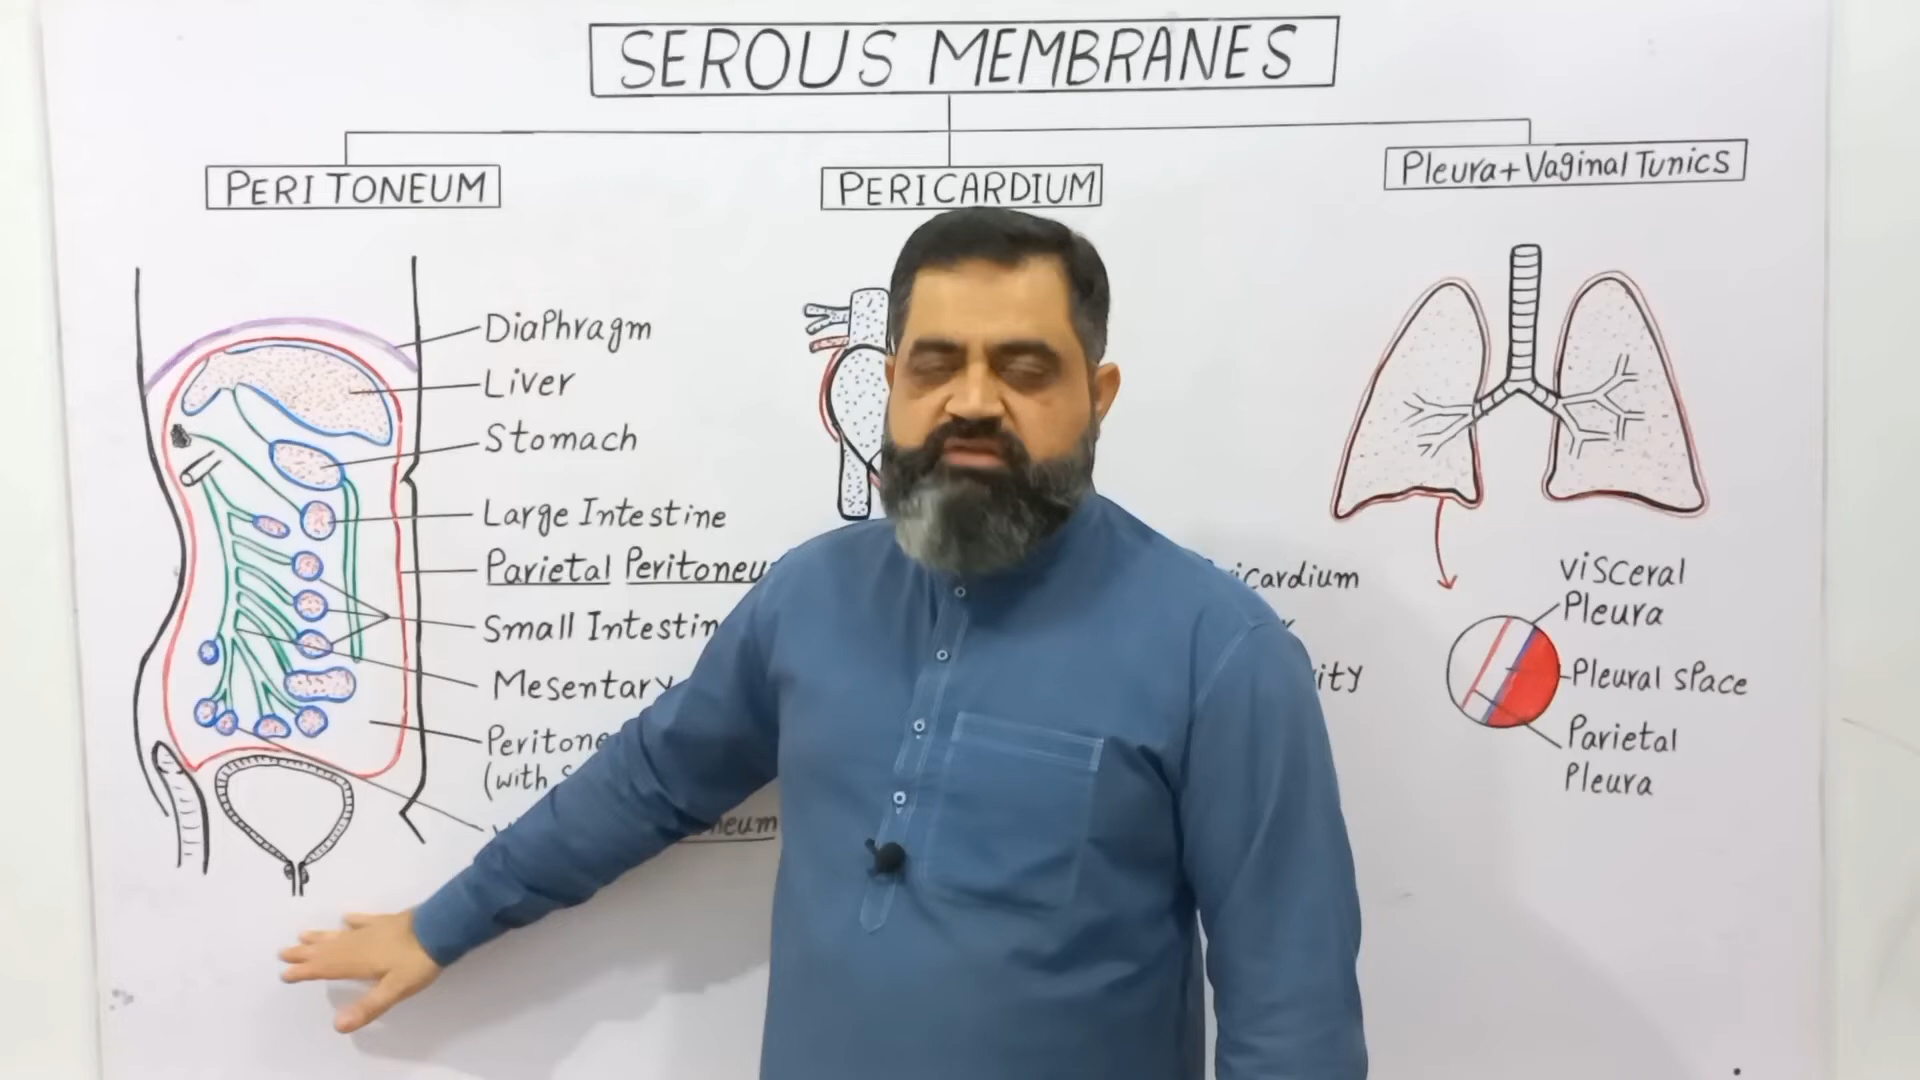 SEROUS MEMBRANES
PERITONEUM
PERICARDIUM
Pleura+Vaginal Tunics
Diaphragm
Liver
Stomach
Large Intestine
Parietal
Small
Mesentary
(with
visceral
Pleura
Pleural space
Parietal
Pleura